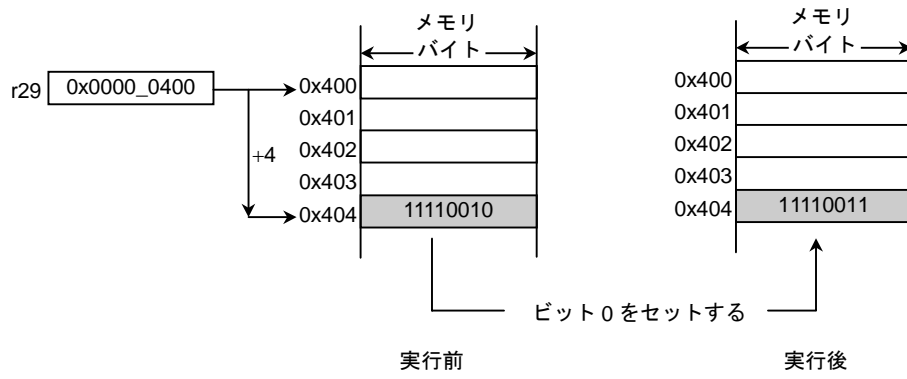 メモリ
バイト
r29 0x0000_0400
0x400
0x401
0x402
0x403
0x404 11110010
+4
メモリ
バイト
0x400
0x401
0x402
0x403
0x404 11110011
ビット 0 をセットする
実行前
実行後